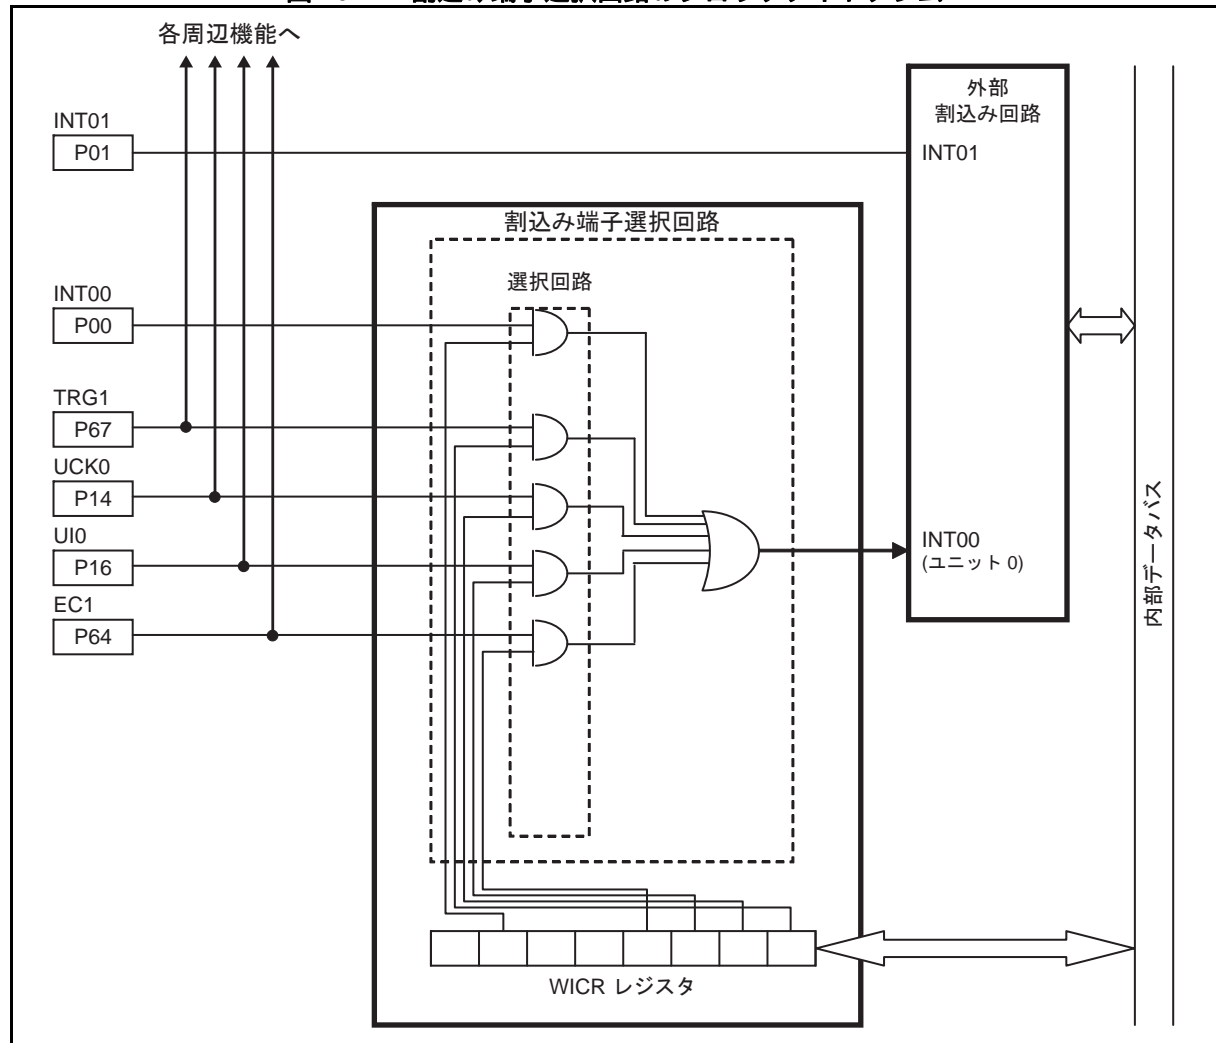 各周辺機能へ
外部
割込み回路
INT01
P01
INT01
割込み端子選択回路
選択回路
INT00
P00
TRG1
P67
UCK0
P14
UI0
P16
EC1
P64
INT00
(ユニット 0)
内部データバス
WICR レジスタ